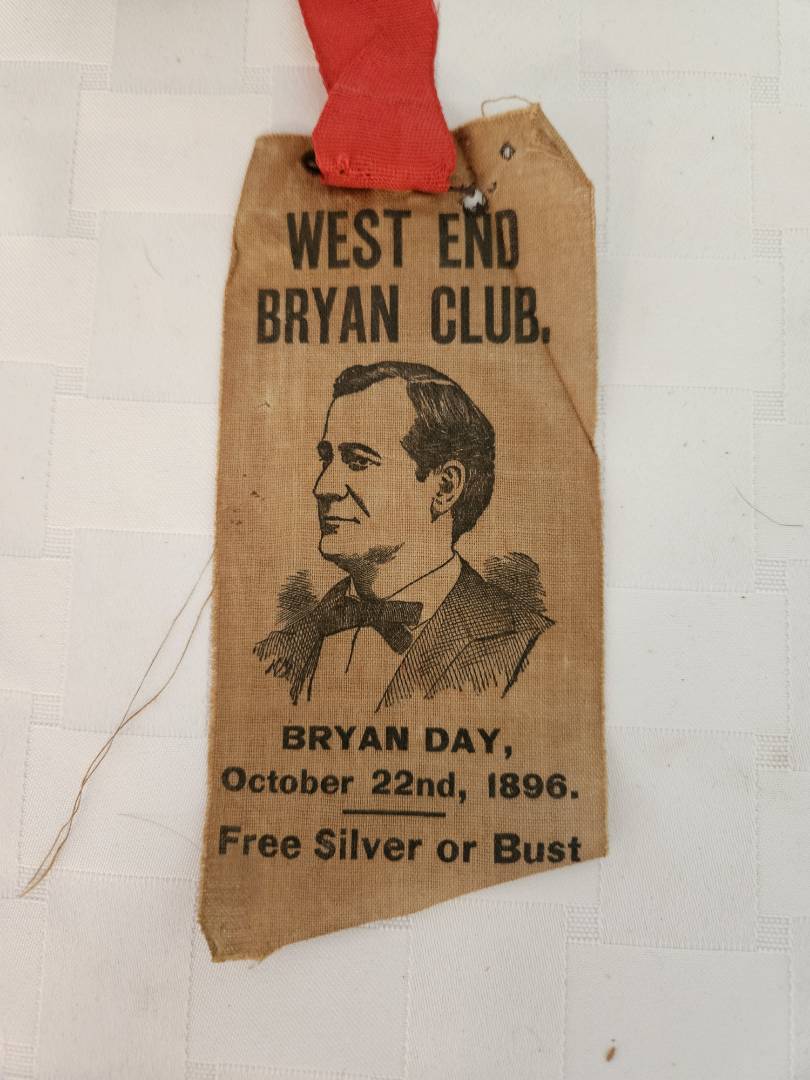 WEST END
BRYAN CLUB.
BRYAN DAY,
October 22nd, 1896.
Free Silver or Bust